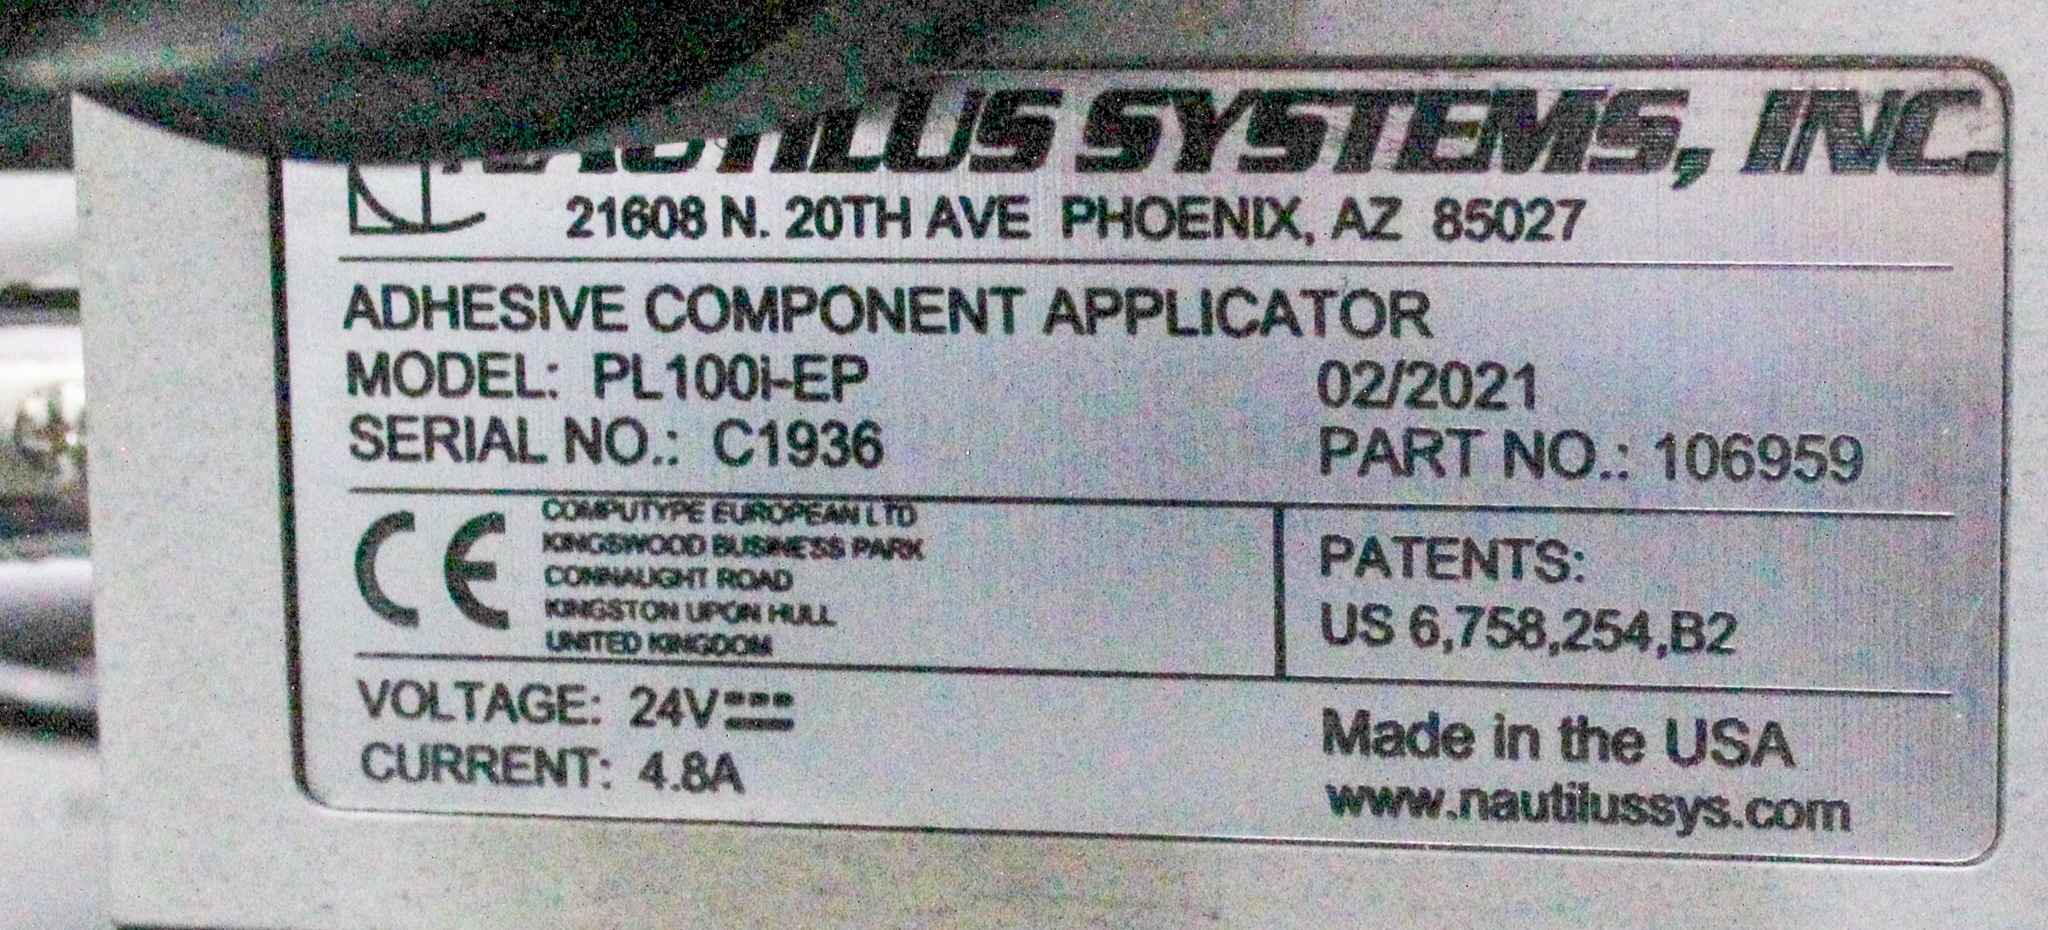 NAUTILUS SYSTEMS, INC.
21608 N. 20TH AVE PHOENIX, AZ 85027
ADHESIVE COMPONENT APPLICATOR
MODEL: PL100i-EP 02/2021
SERIAL NO.: C1936 PART NO.: 106959
CE
COMPUTYPE EUROPEAN LTD
KINGSWOOD BUSINESS PARK
CONNAUGHT ROAD
KINGSTON UPON HULL
UNITED KINGDOM
PATENTS:
US 6,758,254,B2
VOLTAGE: 24V
CURRENT: 4.8A
Made in the USA
www.nautilussys.com